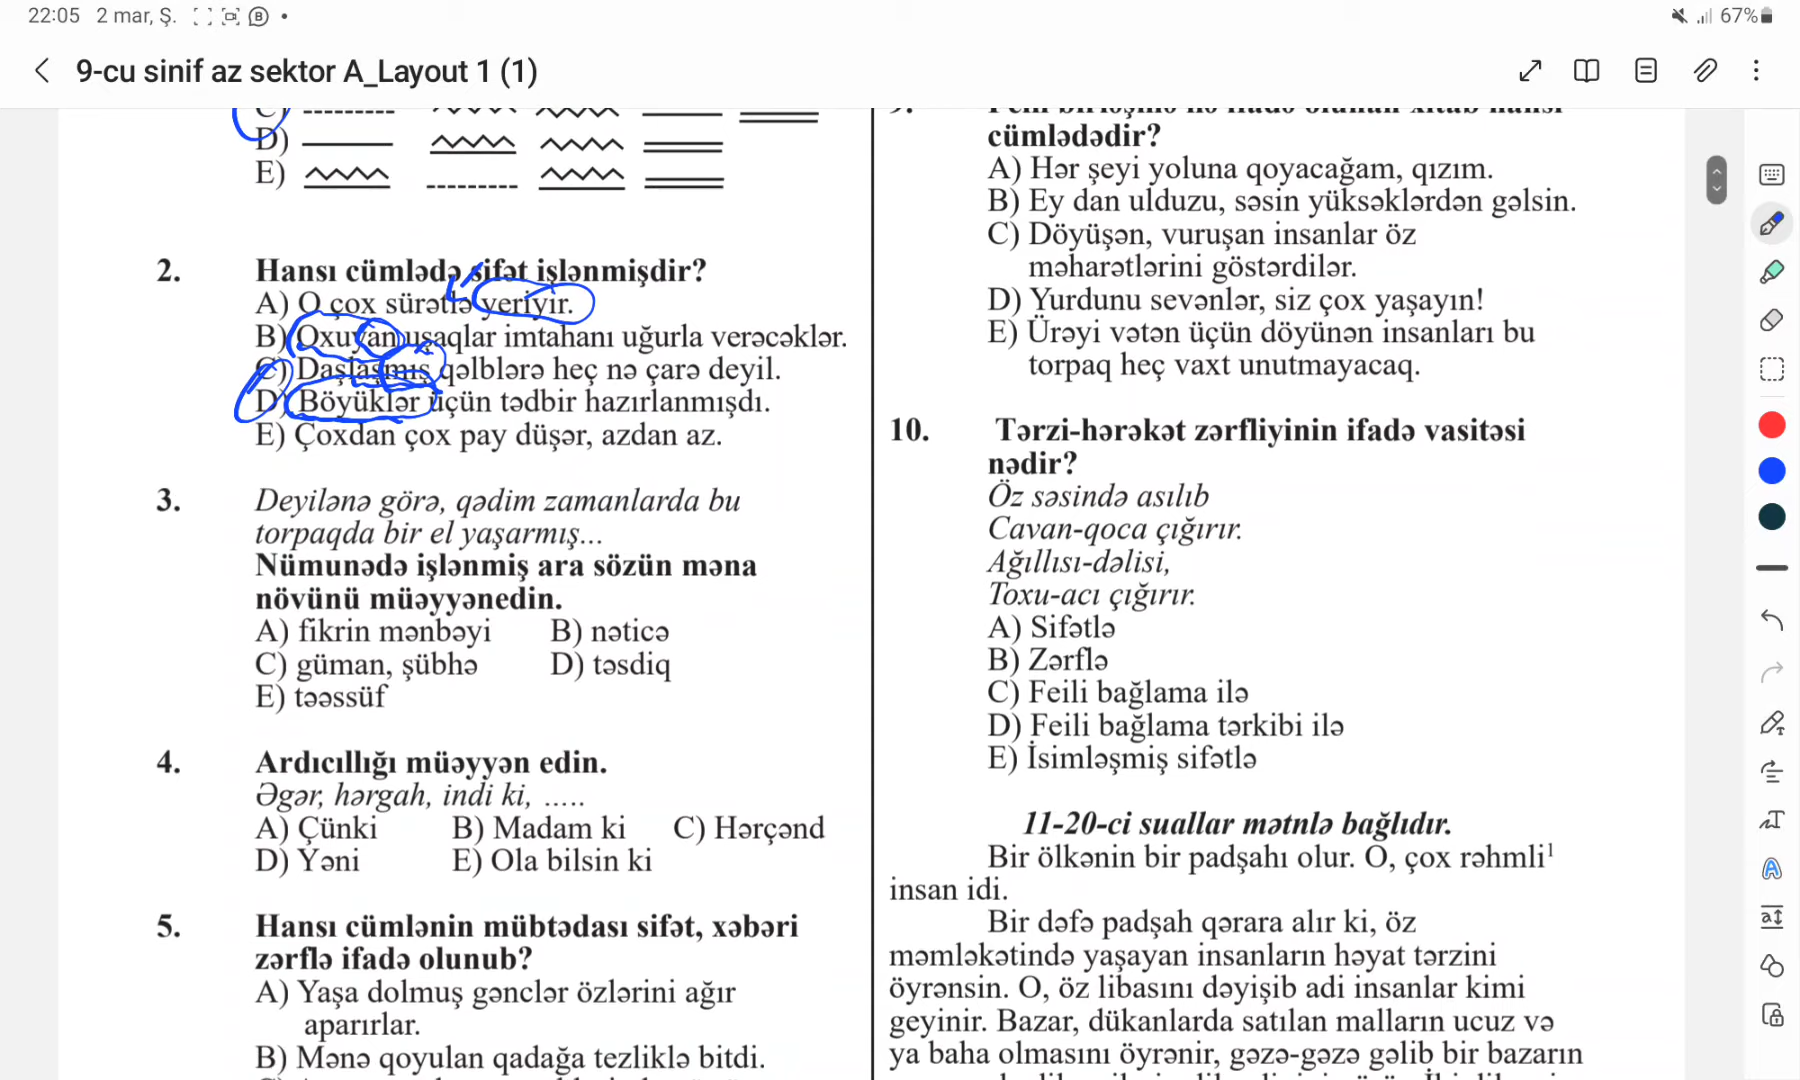 22:05 2 mar, Ş.
67%
9-cu sinif az sektor A_Layout 1 (1)
C)
D)
E)
2. Hansı cümlədə sifət işlənmişdir?
A) O çox sürətlə yeriyir.
B) Oxuyan uşaqlar imtahanı uğurla verəcəklər.
C) Daşlaşmış qəlblərə heç nə çarə deyil.
D) Böyüklər üçün tədbir hazırlanmışdı.
E) Çoxdan çox pay düşər, azdan az.
3. Deyilənə görə, qədim zamanlarda bu
torpaqda bir el yaşarmış...
Nümunədə işlənmiş ara sözün məna
növünü müəyyənedin.
A) fikrin mənbəyi B) nəticə
C) güman, şübhə D) təsdiq
E) təəssüf
4. Ardıcıllığı müəyyən edin.
Əgər, hərgah, indi ki, .....
A) Çünki B) Madam ki C) Hərçənd
D) Yəni E) Ola bilsin ki
5. Hansı cümlənin mübtədası sifət, xəbəri
zərflə ifadə olunub?
A) Yaşa dolmuş gənclər özlərini ağır
aparırlar.
B) Mənə qoyulan qadağa tezliklə bitdi.
cümlədədir?
A) Hər şeyi yoluna qoyacağam, qızım.
B) Ey dan ulduzu, səsin yüksəklərdən gəlsin.
C) Döyüşən, vuruşan insanlar öz
məharətlərini göstərdilər.
D) Yurdunu sevənlər, siz çox yaşayın!
E) Ürəyi vətən üçün döyünən insanları bu
torpaq heç vaxt unutmayacaq.
10. Tərzi-hərəkət zərfliyinin ifadə vasitəsi
nədir?
Öz səsində asılıb
Cavan-qoca çığırır.
Ağıllısı-dəlisi,
Toxu-acı çığırır.
A) Sifətlə
B) Zərflə
C) Feili bağlama ilə
D) Feili bağlama tərkibi ilə
E) İsimləşmiş sifətlə
11-20-ci suallar mətnlə bağlıdır.
Bir ölkənin bir padşahı olur. O, çox rəhmli¹
insan idi.
Bir dəfə padşah qərara alır ki, öz
məmləkətində yaşayan insanların həyat tərzini
öyrənsin. O, öz libasını dəyişib adi insanlar kimi
geyinir. Bazar, dükanlarda satılan malların ucuz və
ya baha olmasını öyrənir, gəzə-gəzə gəlib bir bazarın